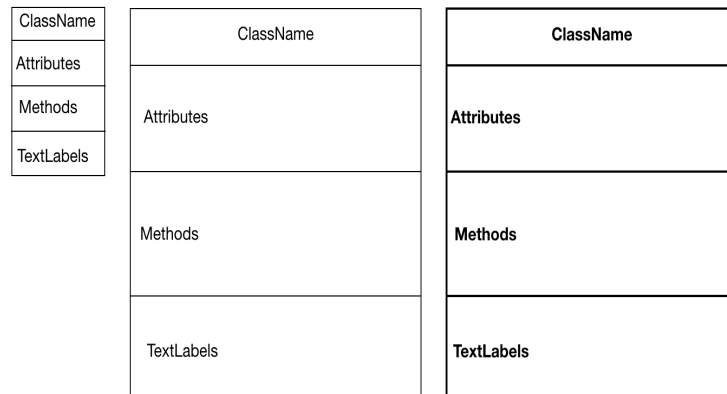 ClassName
Attributes
Methods
TextLabels
ClassName
Attributes
Methods
TextLabels
ClassName
Attributes
Methods
TextLabels